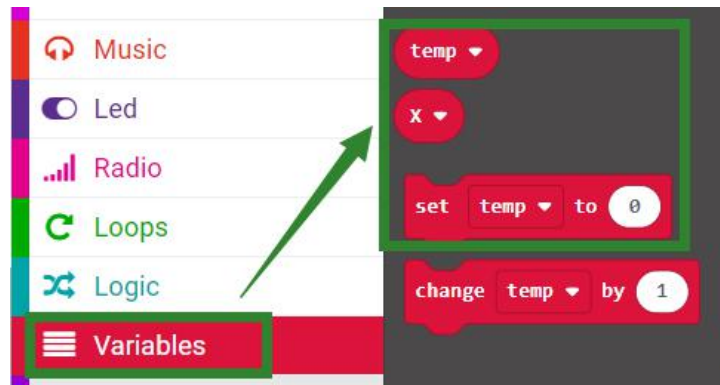 Music
Led
Radio
Loops
Logic
Variables
temp
X
set temp to 0
change temp by 1